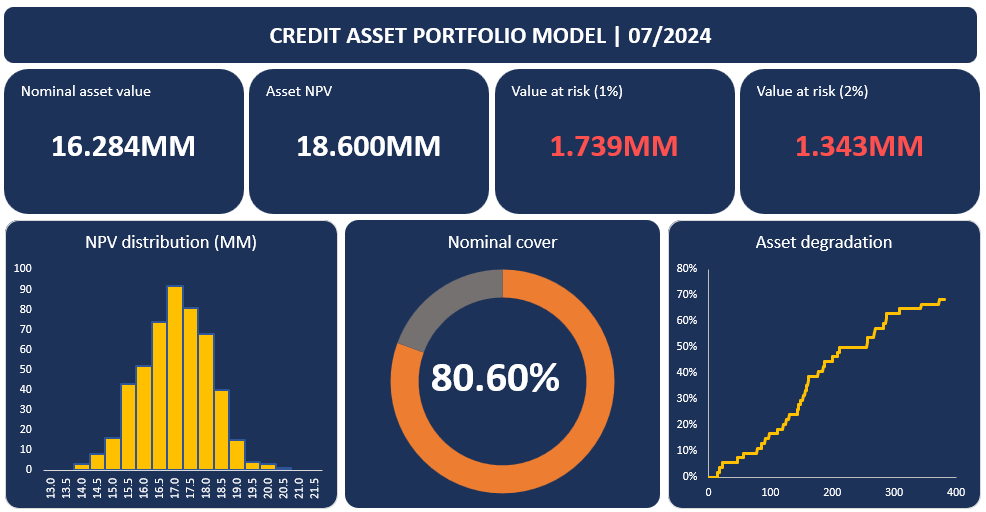 CREDIT ASSET PORTFOLIO MODEL | 07/2024
Nominal asset value
16.284MM
Asset NPV
18.600MM
Value at risk (1%)
1.739MM
Value at risk (2%)
1.343MM
NPV distribution (MM)
100
90
80
70
60
50
40
30
20
10
0
13.0 13.5 14.0 14.5 15.0 15.5 16.0 16.5 17.0 17.5 18.0 18.5 19.0 19.5 20.0 20.5 21.0 21.5
Nominal cover
80.60%
Asset degradation
80%
70%
60%
50%
40%
30%
20%
10%
0%
0 100 200 300 400